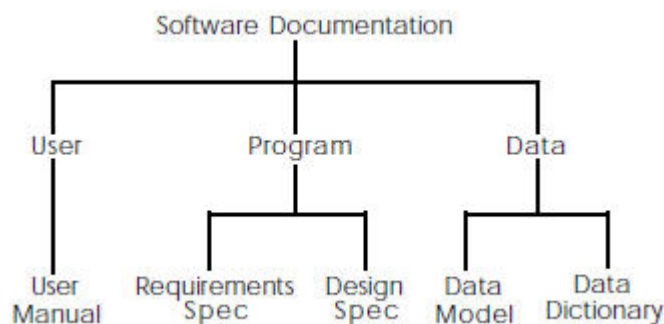 Software Documentation
User Program Data
User Requirements Design Data Data
Manual Spec Spec Model Dictionary